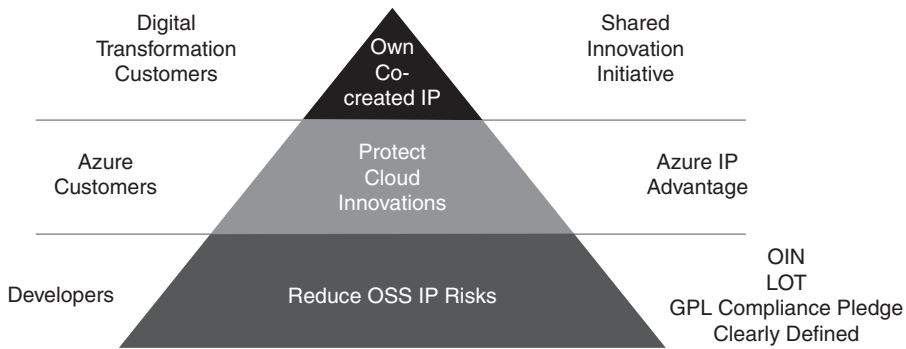 Digital
Transformation
Customers
Own
Co-
created IP
Shared
Innovation
Initiative
Azure
Customers
Protect
Cloud
Innovations
Azure IP
Advantage
Developers
Reduce OSS IP Risks
OIN
LOT
GPL Compliance Pledge
Clearly Defined